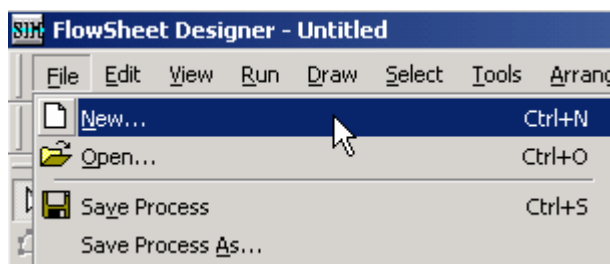 SIM FlowSheet Designer - Untitled
File Edit View Run Draw Select Tools Arrang
New... Ctrl+N
Open... Ctrl+O
Save Process Ctrl+S
Save Process As...